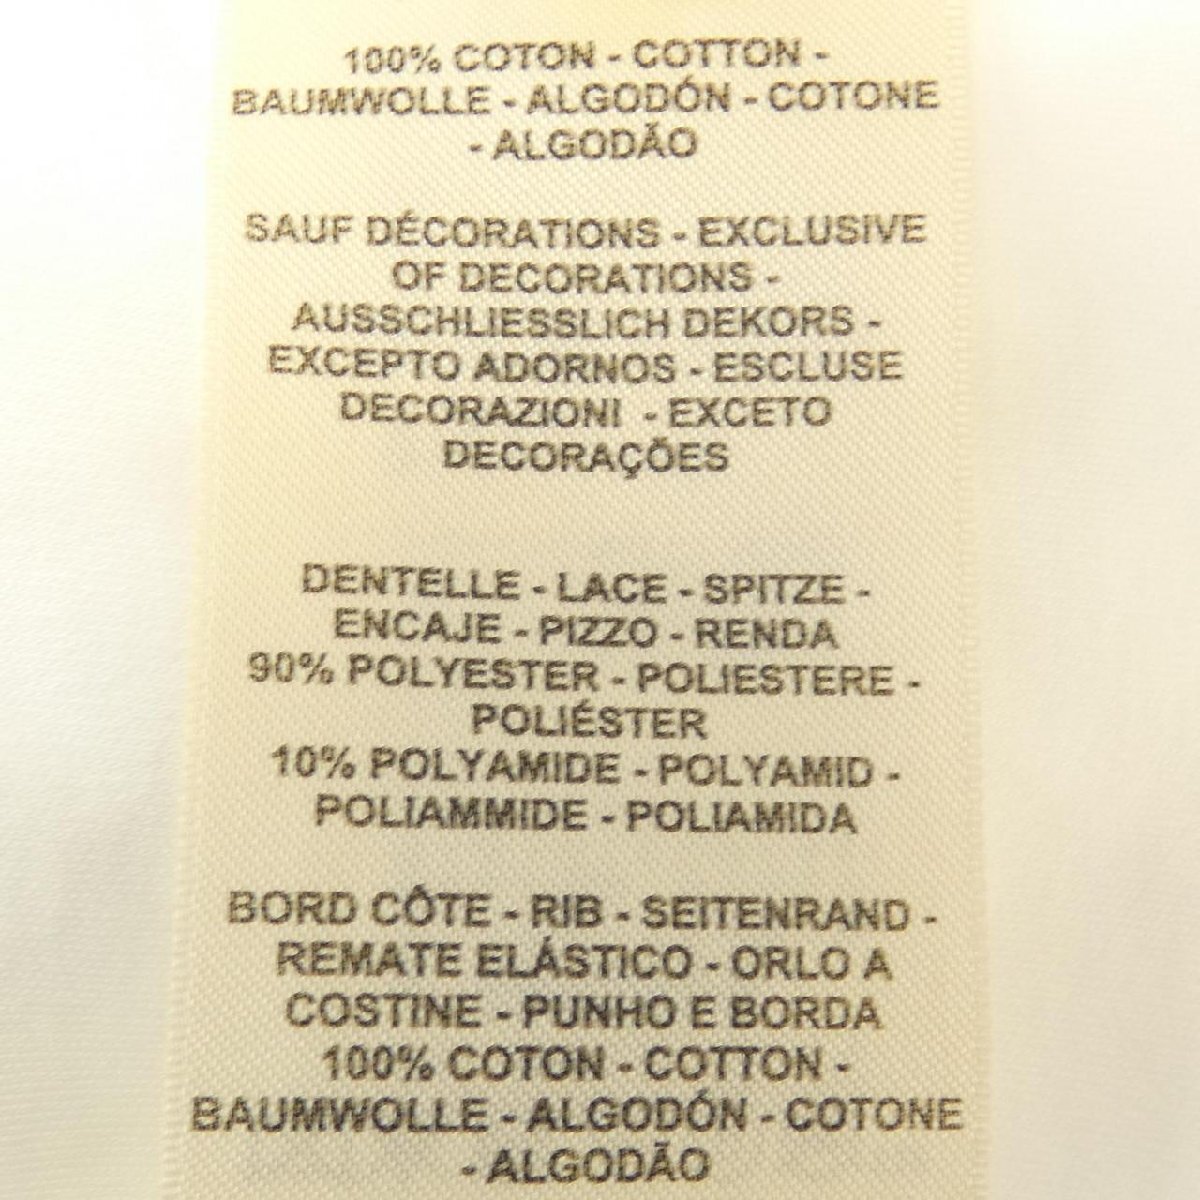 100% COTON - COTTON -
BAUMWOLLE - ALGODÓN - COTONE
- ALGODÃO
SAUF DÉCORATIONS - EXCLUSIVE
OF DECORATIONS -
AUSSCHLIESSLICH DEKORS -
EXCEPTO ADORNOS - ESCLUSE
DECORAZIONI - EXCETO
DECORAÇÕES
DENTELLE - LACE - SPITZE -
ENCAJE - PIZZO - RENDA
90% POLYESTER - POLIESTERE -
POLIÉSTER
10% POLYAMIDE - POLYAMID -
POLIAMMIDE - POLIAMIDA
BORD CÔTE - RIB - SEITENRAND -
REMATE ELÁSTICO - ORLO A
COSTINE - PUNHO E BORDA
100% COTON - COTTON -
BAUMWOLLE - ALGODÓN - COTONE
- ALGODÃO